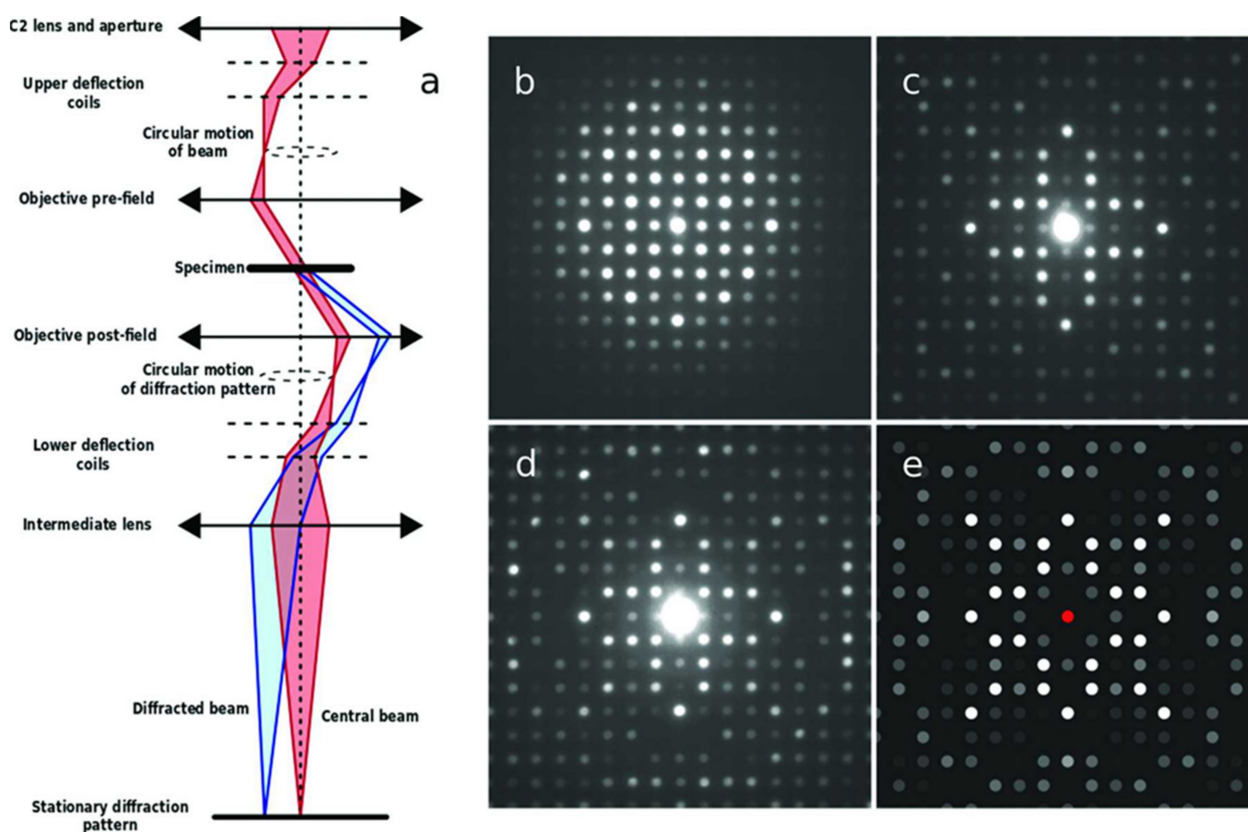 C2 lens and aperture
Upper deflection
coils
a
Circular motion
of beam
Objective pre-field
Specimen
Objective post-field
Circular motion
of diffraction pattern
Lower deflection
coils
Intermediate lens
Diffracted beam
Central beam
Stationary diffraction
pattern
b
c
d
e